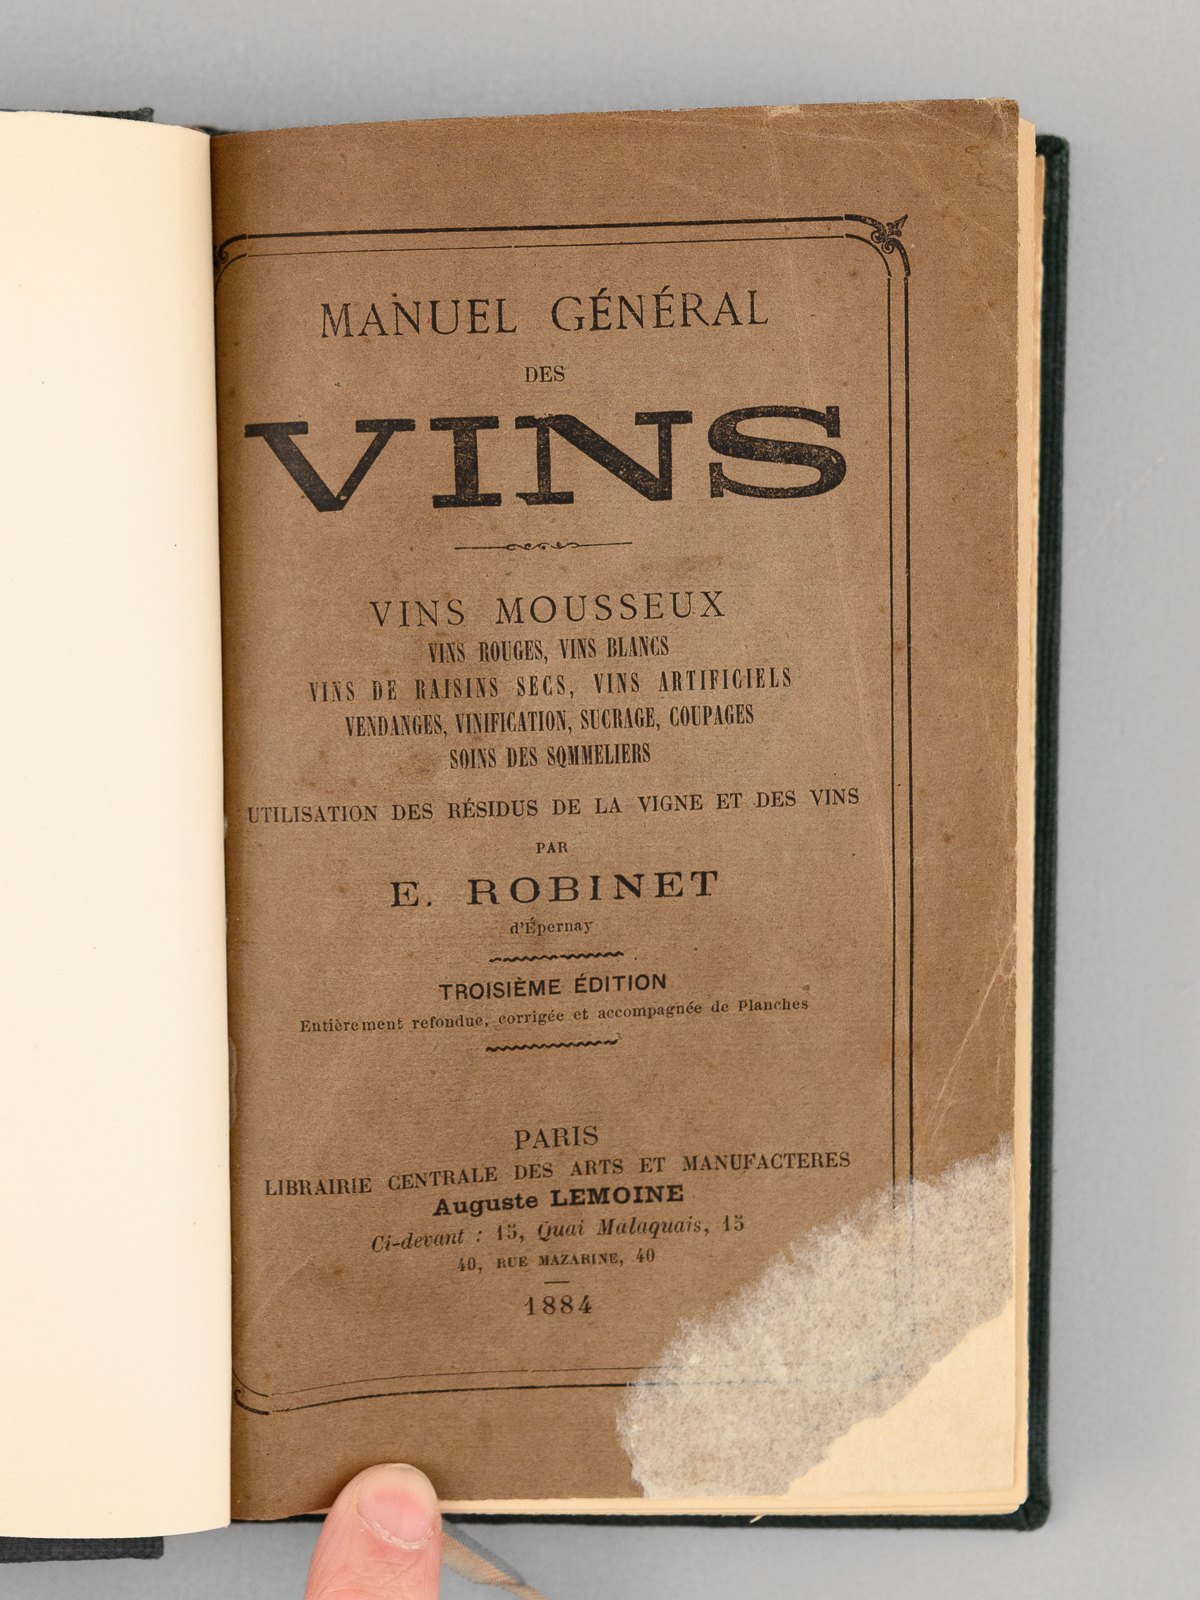 MANUEL GÉNÉRAL
DES
VINS
VINS MOUSSEUX
VINS ROUGES, VINS BLANCS
VINS DE RAISINS SECS, VINS ARTIFICIELS
VENDANGES, VINIFICATION, SUCRAGE, COUPAGES
SOINS DES SOMMELIERS
UTILISATION DES RÉSIDUS DE LA VIGNE ET DES VINS
PAR
E. ROBINET
d'Épernay
TROISIÈME ÉDITION
Entièrement refondue, corrigée et accompagnée de Planches
PARIS
LIBRAIRIE CENTRALE DES ARTS ET MANUFACTERES
Auguste LEMOINE
Ci-devant : 15, Quai Malaquais, 15
40, RUE MAZARINE, 40
1884